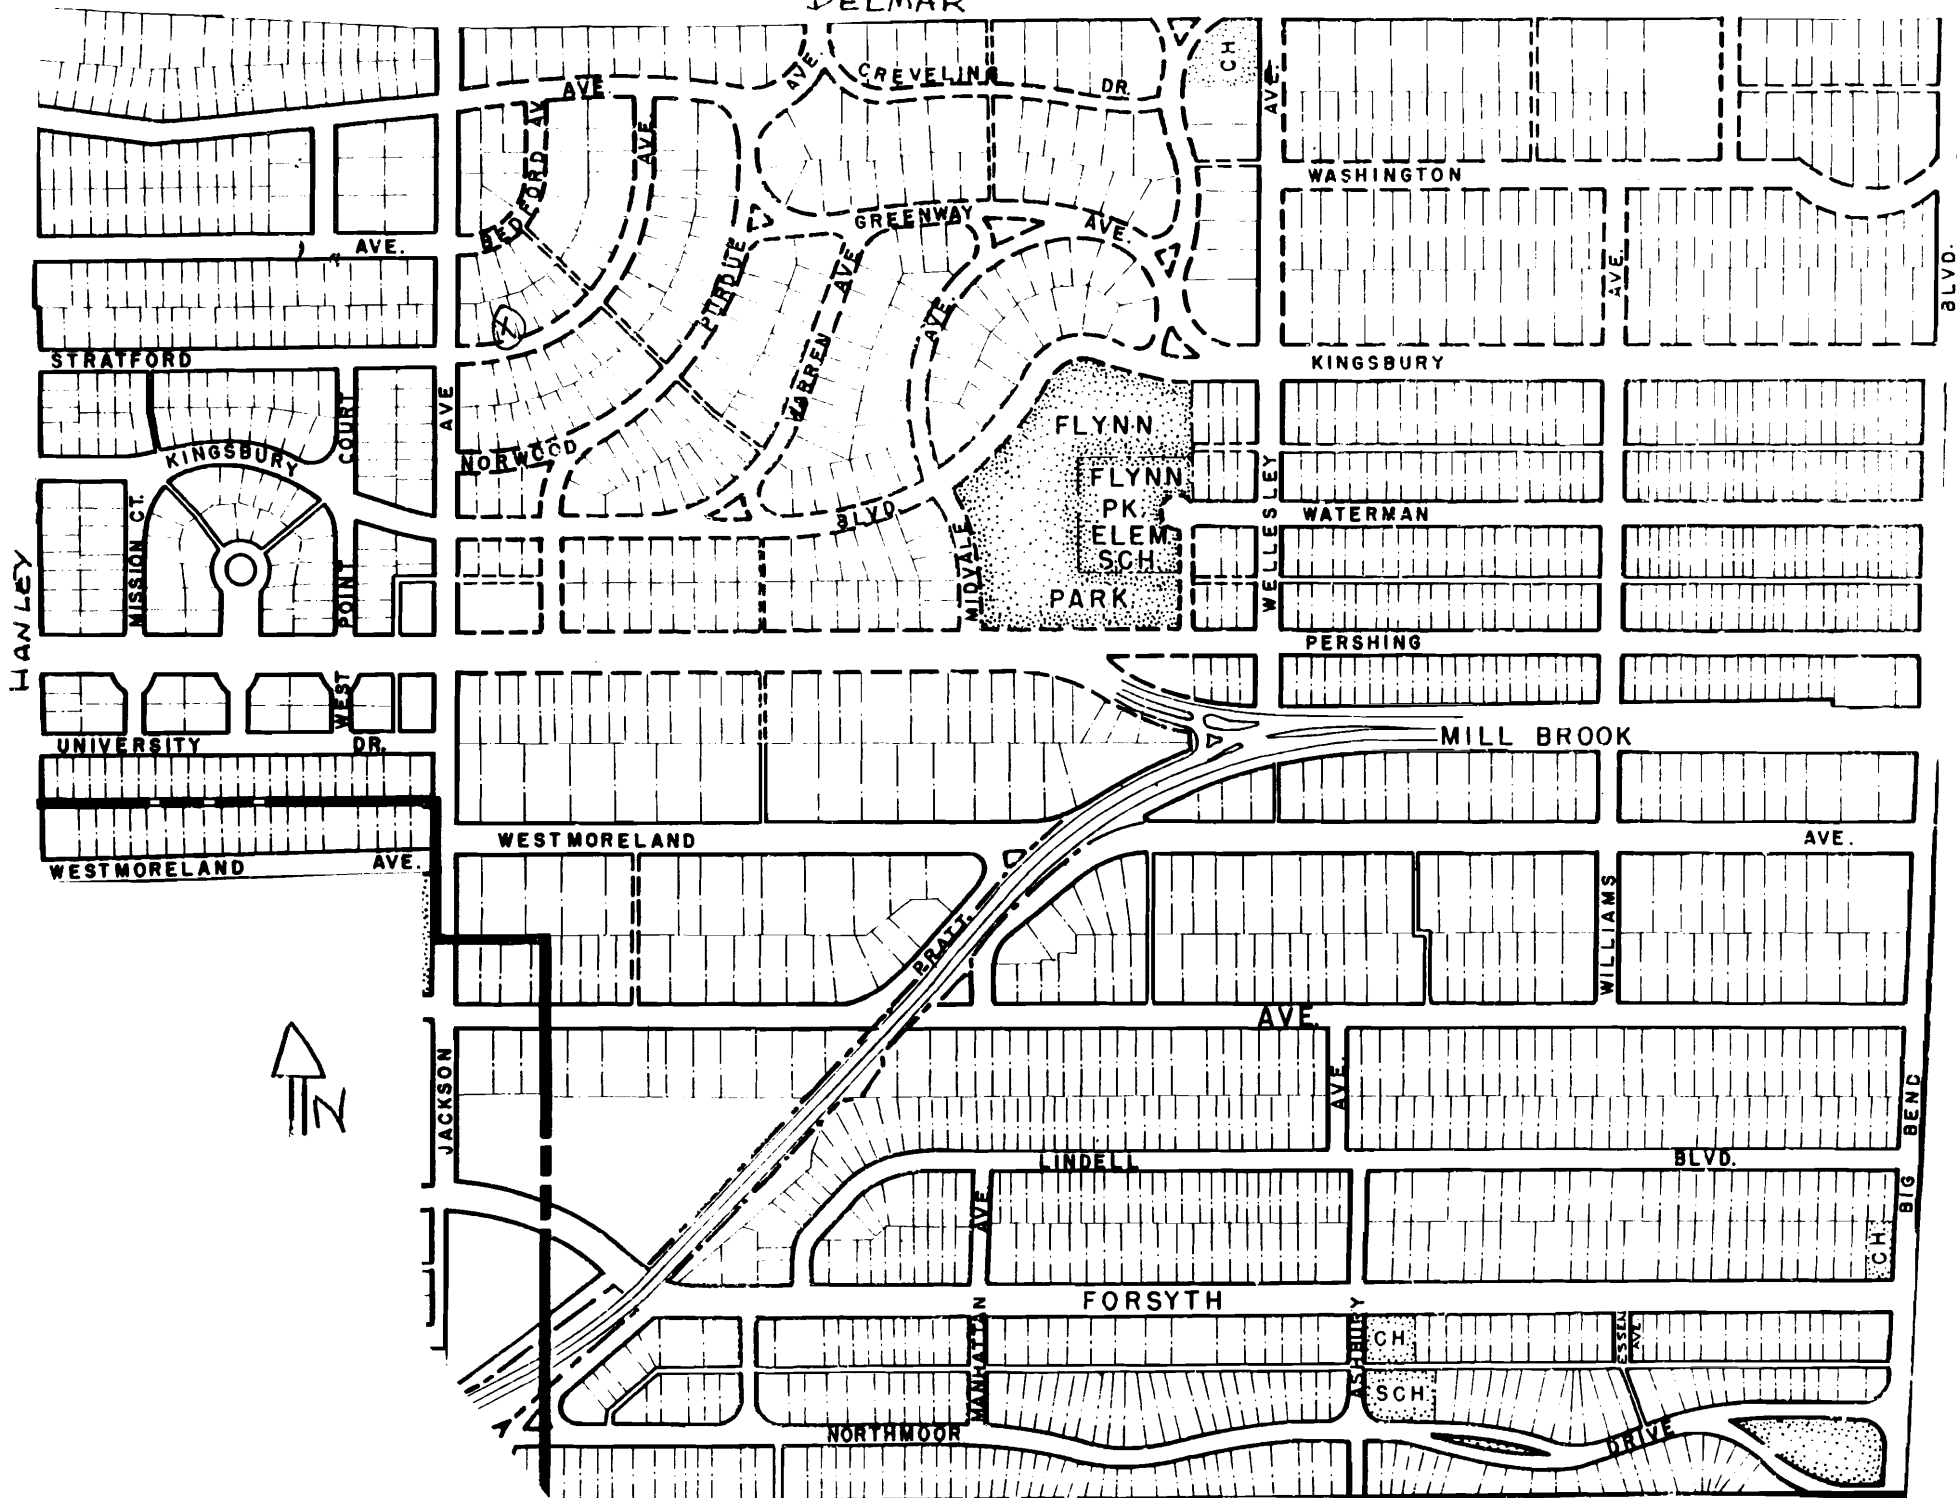 DELMAR
CH
AVE.
CREVELING
DR.
AVE.
AVE.
AVE.
BEDFORD AV.
AVE.
WASHINGTON
GREENWAY
AVE.
AVE.
PURDUE
AVE
WARREN
AVE.
AVE.
BLVD.
STRATFORD
KINGSBURY
COURT
AVE
FLYNN
KINGSBURY
NORWOOD
FLYNN
PK.
ELEM
SCH.
PARK
WELLESLEY
WATERMAN
MISSION CT.
BLVD.
MIDVALE
HANLEY
POINT
PERSHING
WEST
UNIVERSITY
DR.
MILL BROOK
WESTMORELAND
AVE.
WESTMORELAND
AVE.
WILLIAMS
PRATT.
AVE.
N
JACKSON
AVE.
BIG BEND
LINDELL
BLVD.
AVE
CH
FORSYTH
MANHATTAN
ASHBURY
CH
ESSEN
AVE.
SCH
NORTHMOOR
DRIVE